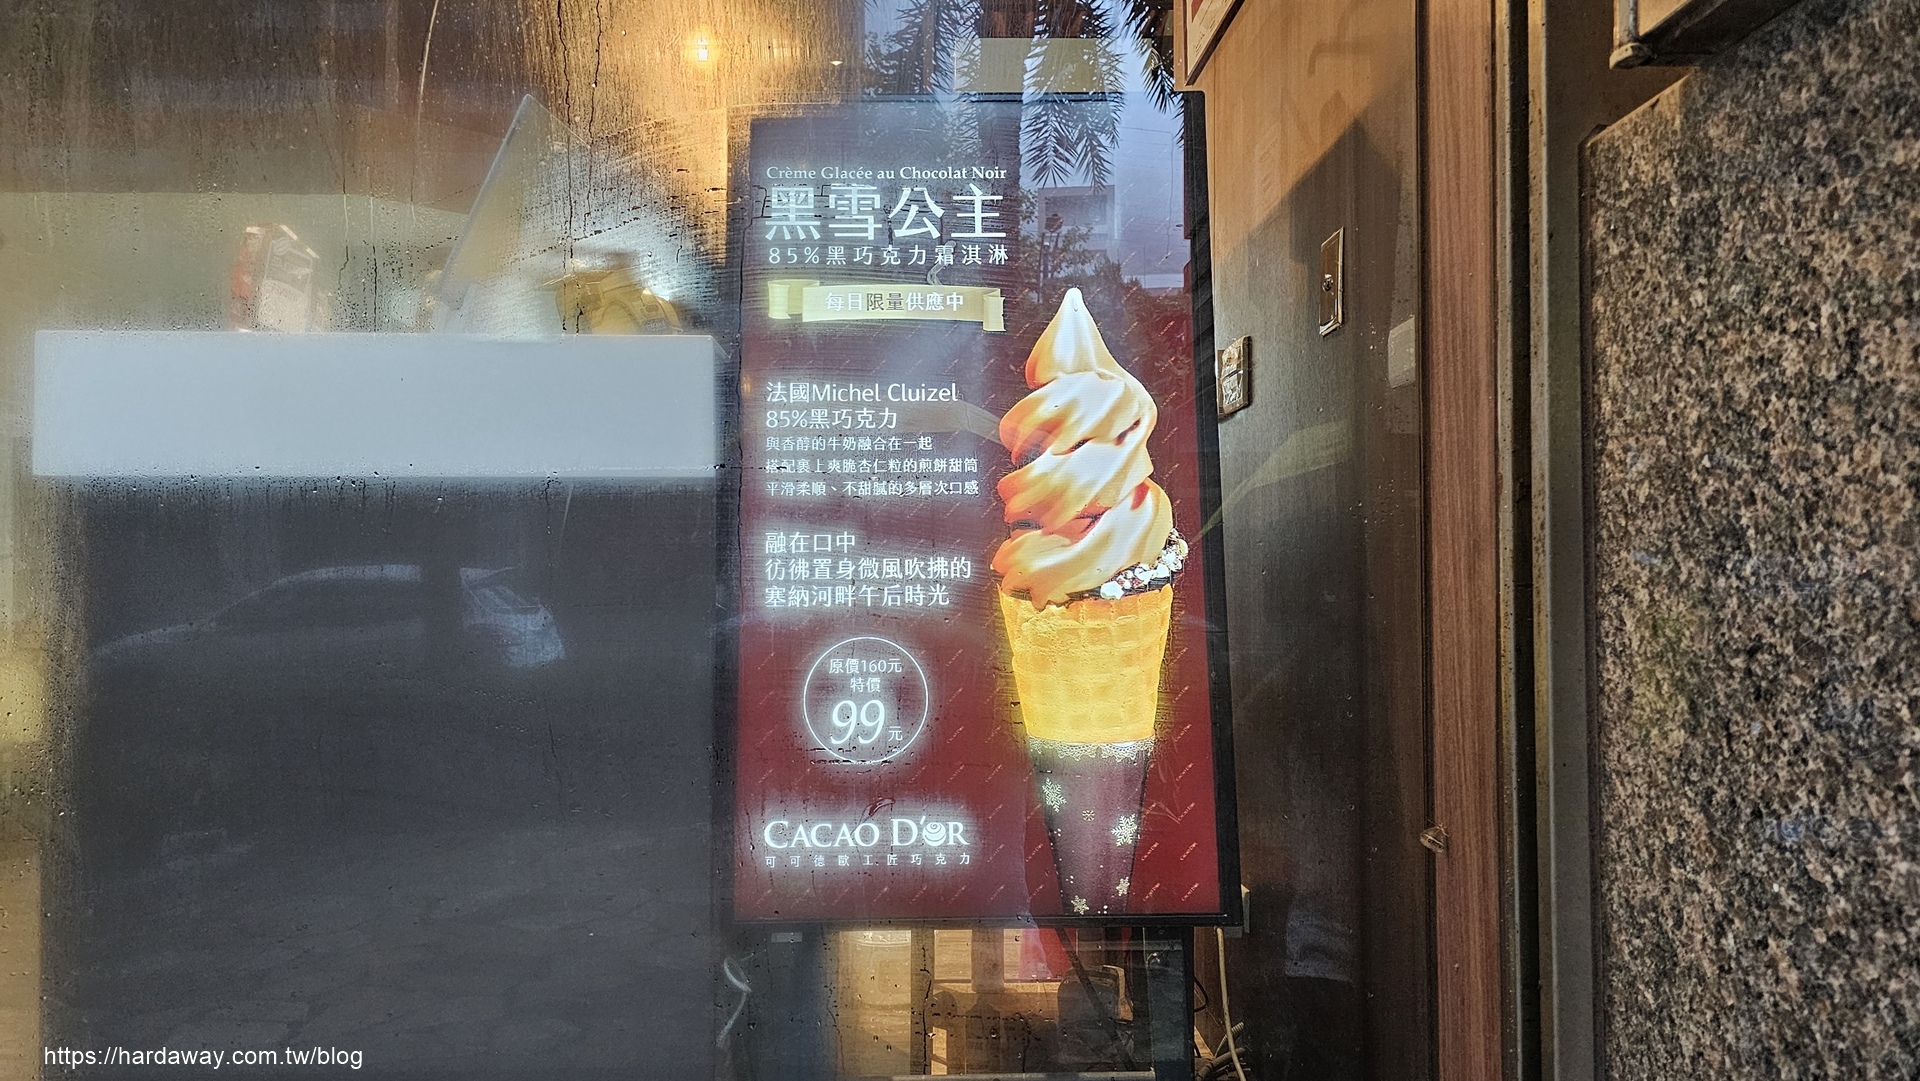 Crème Glacée au Chocolat Noir
黑雪公主
85%黑巧克力霜淇淋
每日限量供應中
法國Michel Cluizel
85%黑巧克力
與香醇的牛奶融合在一起
搭配裹上爽脆杏仁粒的煎餅甜筒
平滑柔順、不甜膩的多層次口感
融在口中
彷彿置身微風吹拂的
塞納河畔午后時光
原價160元
特價
99元
CACAO D'OR
可可德歐工匠巧克力
https://hardaway.com.tw/blog